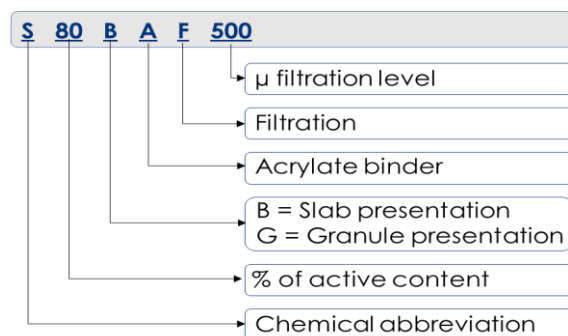 S 80 B A F 500
μ filtration level
Filtration
Acrylate binder
B = Slab presentation
G = Granule presentation
% of active content
Chemical abbreviation